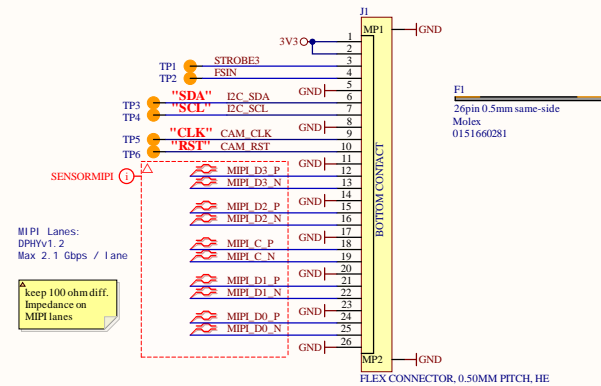 J1
MP1
GND
3V3
1
2
TP1
STROBE3
3
TP2
FSIN
4
GND
5
"SDA"
I2C_SDA
6
TP3
"SCL"
I2C_SCL
7
TP4
GND
8
"CLK"
CAM_CLK
9
TP5
"RST"
CAM_RST
10
TP6
GND
11
SENSORMIPI
i
MIPI_D3_P
12
MIPI_D3_N
13
GND
14
MIPI_D2_P
15
MIPI_D2_N
16
GND
17
MIPI_C_P
18
MIPI_C_N
19
GND
20
MIPI_D1_P
21
MIPI_D1_N
22
GND
23
MIPI_D0_P
24
MIPI_D0_N
25
GND
26
BOTTOM CONTACT
MP2
GND
FLEX CONNECTOR, 0.50MM PITCH, HE
MIPI Lanes:
DPHYv1.2
Max 2.1 Gbps / lane
keep 100 ohm diff.
Impedance on
MIPI lanes
F1
26pin 0.5mm same-side
Molex
0151660281